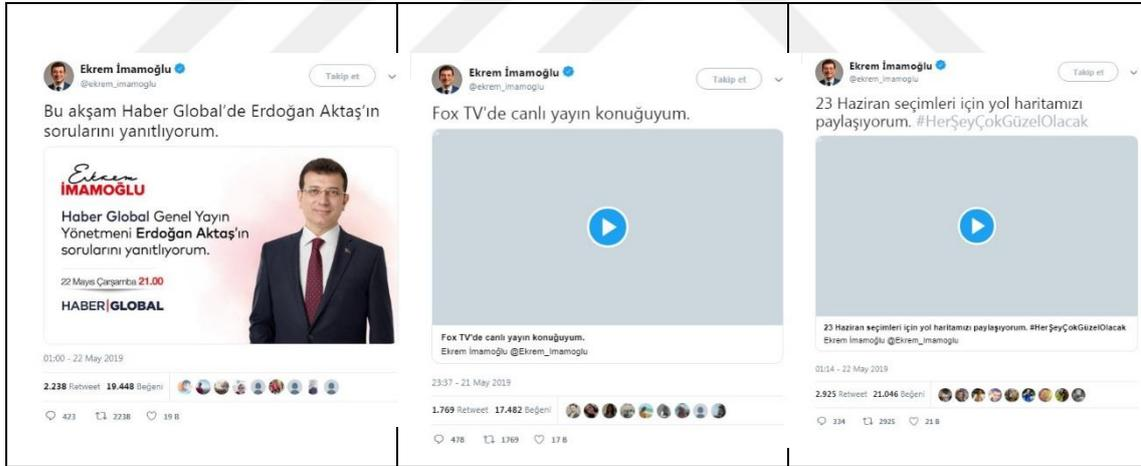 Ekrem İmamoğlu
@ekrem_imamoglu
Takip et
Bu akşam Haber Global'de Erdoğan Aktaş'ın
sorularını yanıtlıyorum.
Ekrem
İMAMOĞLU
Haber Global Genel Yayın
Yönetmeni Erdoğan Aktaş'ın
sorularını yanıtlıyorum.
22 Mayıs Çarşamba 21.00
HABER|GLOBAL
01:00 - 22 May 2019
2.238 Retweet 19.448 Beğeni
423 2238 19 B
Ekrem İmamoğlu
@ekrem_imamoglu
Takip et
Fox TV'de canlı yayın konuğuyum.
Fox TV'de canlı yayın konuğuyum.
Ekrem İmamoğlu @Ekrem_Imamoglu
23:37 - 21 May 2019
1.769 Retweet 17.482 Beğeni
478 1769 17 B
Ekrem İmamoğlu
@ekrem_imamoglu
Takip et
23 Haziran seçimleri için yol haritamızı
paylaşıyorum. #HerŞeyÇokGüzelOlacak
23 Haziran seçimleri için yol haritamızı paylaşıyorum. #HerŞeyÇokGüzelOlacak
Ekrem İmamoğlu @Ekrem_Imamoglu
01:14 - 22 May 2019
2.925 Retweet 21.046 Beğeni
334 2925 21 B